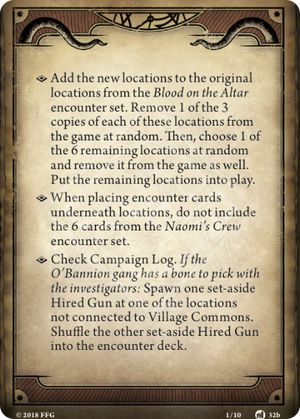 Add the new locations to the original
locations from the Blood on the Altar
encounter set. Remove 1 of the 3
copies of each of these locations from
the game at random. Then, choose 1 of
the 6 remaining locations at random
and remove it from the game as well.
Put the remaining locations into play.
When placing encounter cards
underneath locations, do not include
the 6 cards from the Naomi's Crew
encounter set.
Check Campaign Log. If the
O'Bannion gang has a bone to pick with
the investigators: Spawn one set-aside
Hired Gun at one of the locations
not connected to Village Commons.
Shuffle the other set-aside Hired Gun
into the encounter deck.
© 2018 FFG
1/10
32b